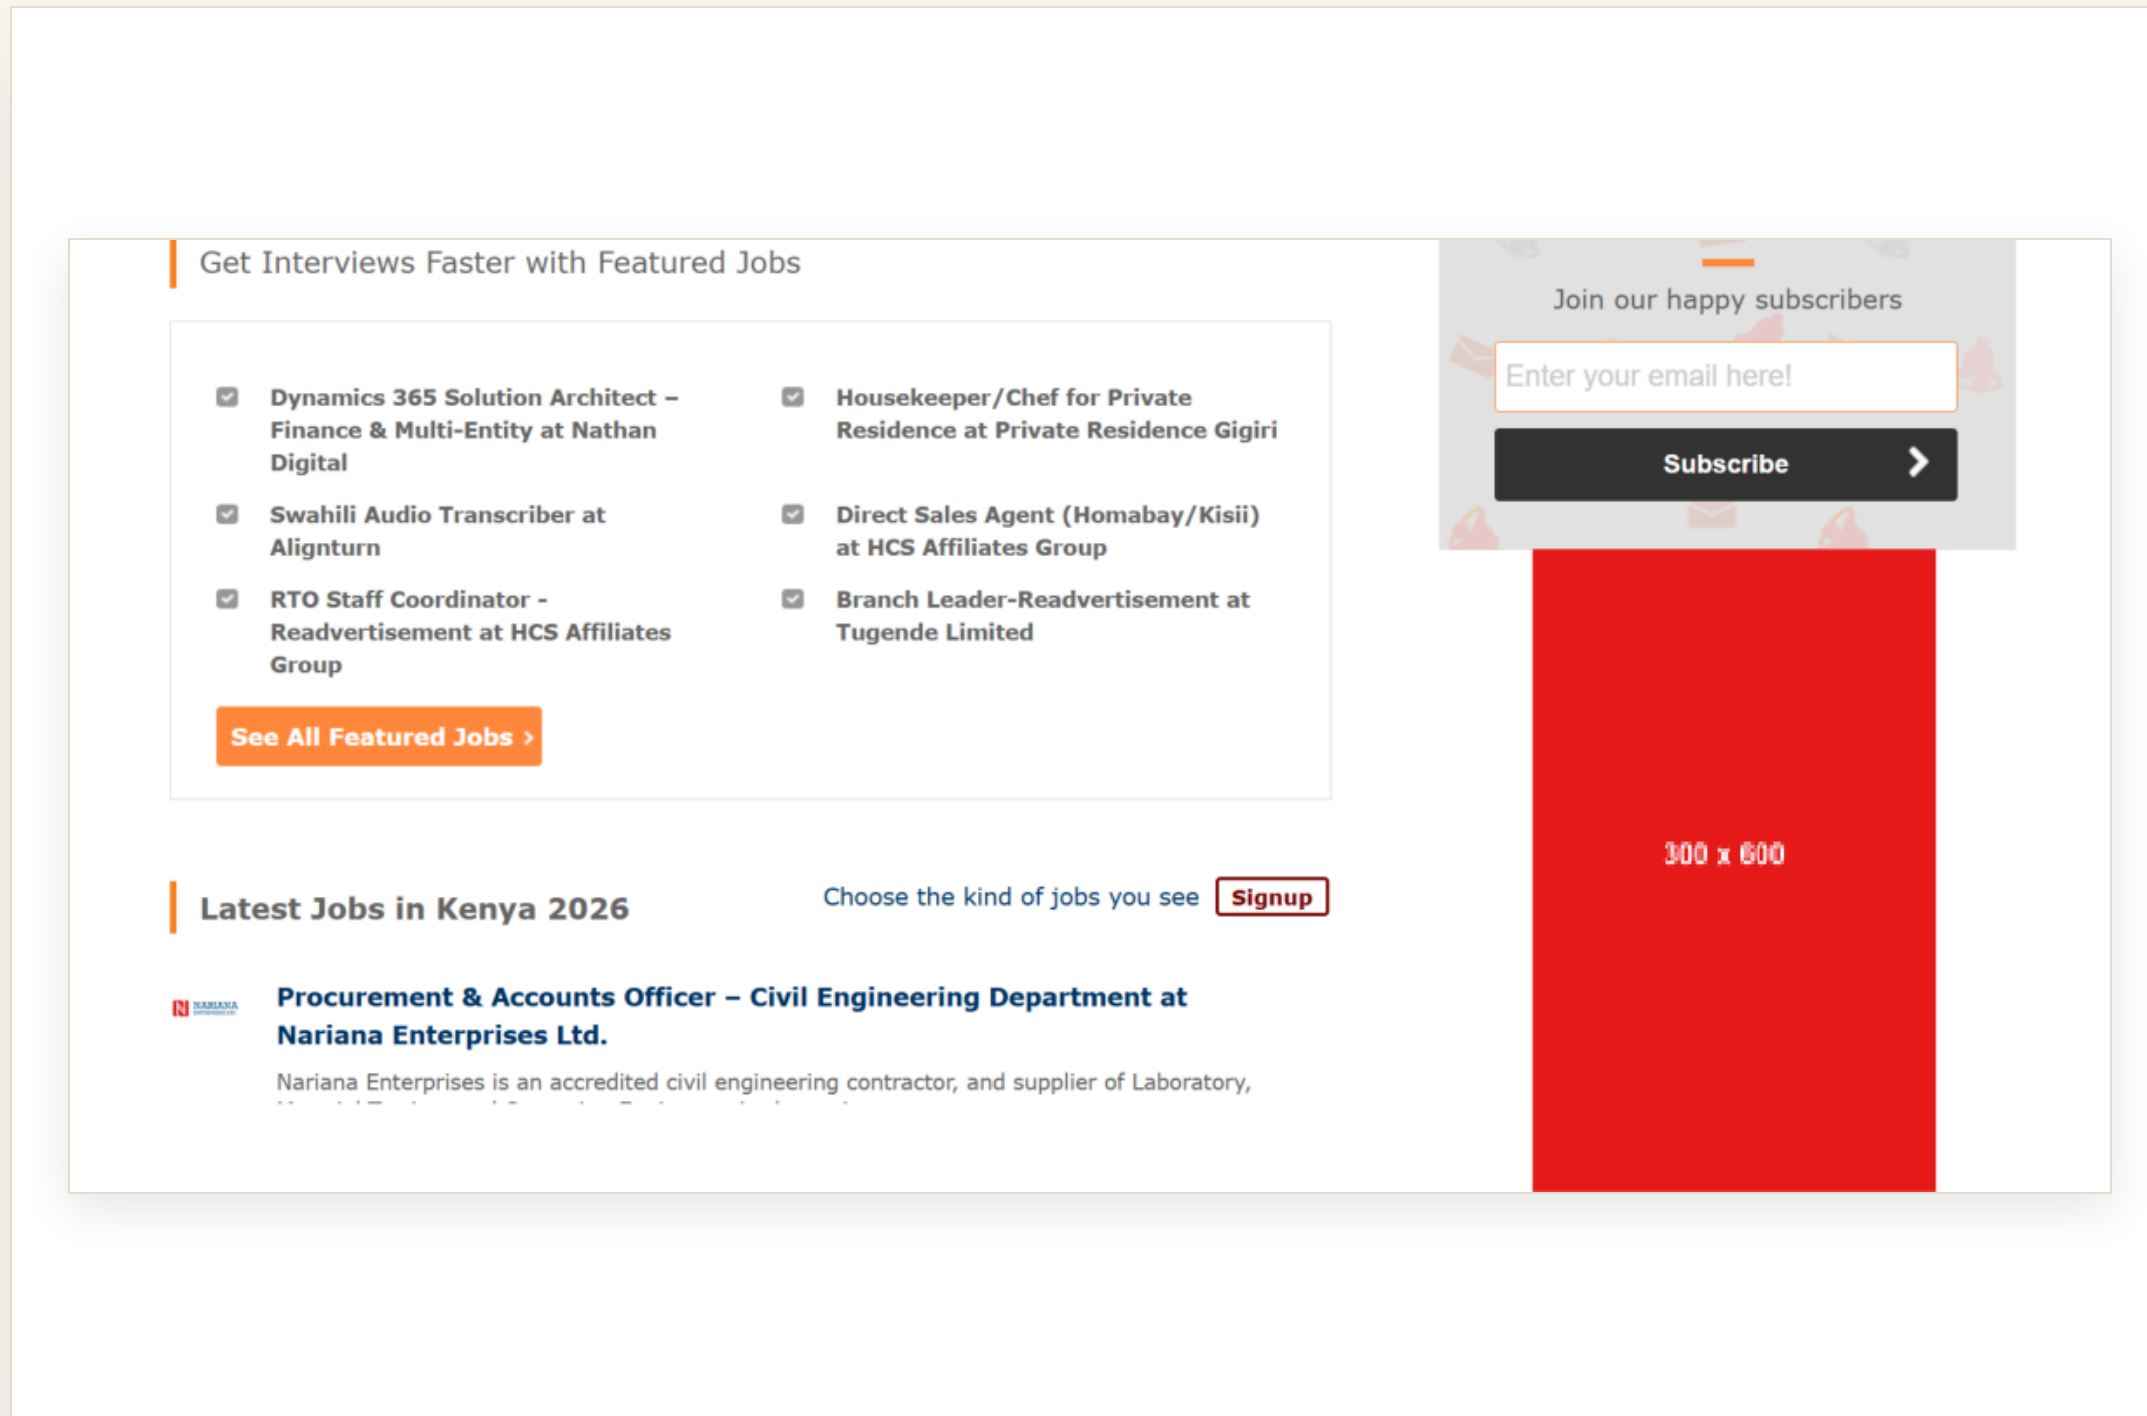 Get Interviews Faster with Featured Jobs
Dynamics 365 Solution Architect –
Finance & Multi-Entity at Nathan
Digital
Swahili Audio Transcriber at
Alignturn
RTO Staff Coordinator -
Readvertisement at HCS Affiliates
Group
Housekeeper/Chef for Private
Residence at Private Residence Gigiri
Direct Sales Agent (Homabay/Kisii)
at HCS Affiliates Group
Branch Leader-Readvertisement at
Tugende Limited
See All Featured Jobs ›
Latest Jobs in Kenya 2026
Choose the kind of jobs you see
Signup
NARIANA
Procurement & Accounts Officer – Civil Engineering Department at
Nariana Enterprises Ltd.
Nariana Enterprises is an accredited civil engineering contractor, and supplier of Laboratory,
Join our happy subscribers
Enter your email here!
Subscribe
300 x 600